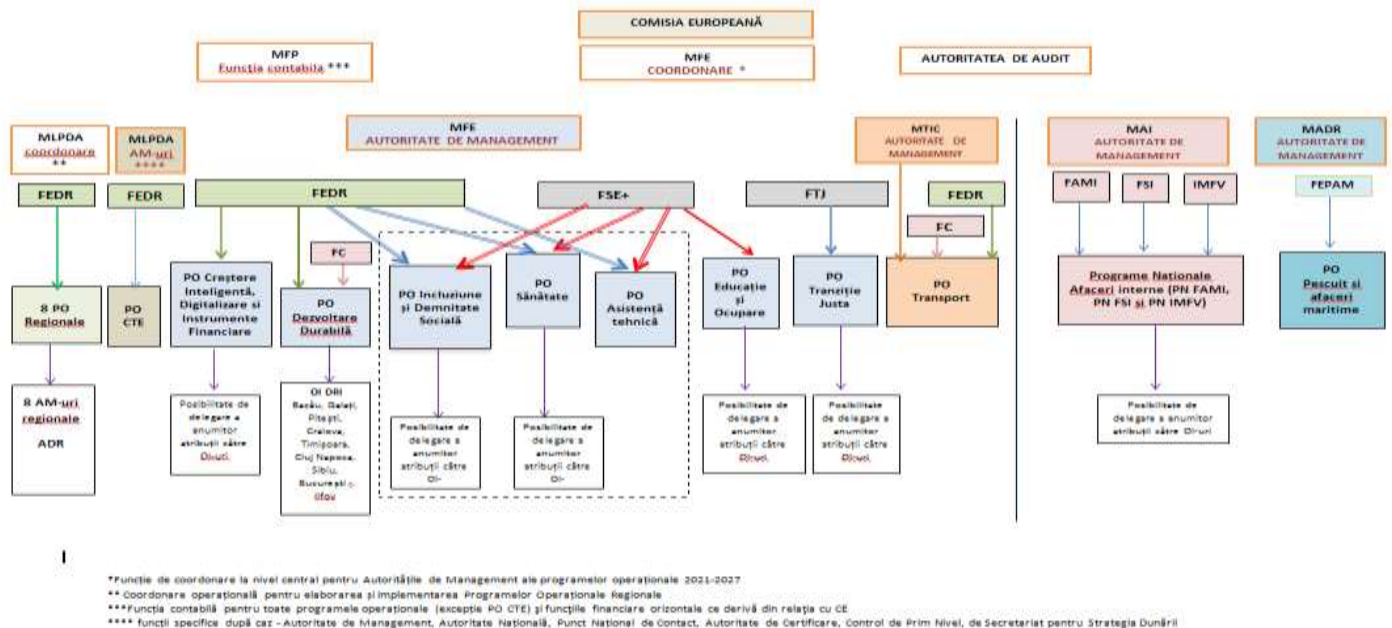 COMISIA EUROPEANĂ
MFP
Funcția contabila ***
MFE
COORDONARE *
AUTORITATEA DE AUDIT
MLPDA
coordonare
**
MLPDA
AM-uri
****
MFE
AUTORITATE DE MANAGEMENT
MTIC
AUTORITATE DE
MANAGEMENT
MAI
AUTORITATE DE
MANAGEMENT
MADR
AUTORITATE DE
MANAGEMENT
FEDR
FEDR
FEDR
FSE+
FTJ
FEDR
FAMI
FSI
IMFV
FEPAM
FC
FC
8 PO
Regionale
PO
CTE
PO Creștere
Inteligentă,
Digitalizare si
Instrumente
Financiare
PO
Dezvoltare
Durabilă
PO Incluziune
și Demnitate
Socială
PO
Sănătate
PO
Asistență
tehnică
PO
Educație
și
Ocupare
PO
Tranziție
Justa
PO
Transport
Programe Nationale
Afaceri interne (PN FAMI,
PN FSI si PN IMFV)
PO
Pescuit si
afaceri
maritime
8 AM-uri
regionale
ADR
Posibilitate de
delegare a
anumitor
atribuții către
OI-uri.
OI DRI
Bacău, Galați,
Pitești,
Craiova,
Timișoara,
Cluj Napoca,
Sibiu,
București -
Ilfov
Posibilitate de
delegare a
anumitor
atribuții către
OI-
Posibilitate de
delegare a
anumitor
atribuții către
OI-
Posibilitate de
delegare a
anumitor
atribuții către
OI-uri.
Posibilitate de
delegare a
anumitor
atribuții către
OI-uri.
Posibilitate de
delegare a anumitor
atribuții către OI-uri
*Funcție de coordonare la nivel central pentru Autoritățile de Management ale programelor operaționale 2021-2027
** Coordonare operațională pentru elaborarea și implementarea Programelor Operaționale Regionale
***Funcția contabilă pentru toate programele operaționale (excepție PO CTE) și funcțiile financiare orizontale ce derivă din relația cu CE
**** funcții specifice după caz - Autoritate de Management, Autoritate Națională, Punct Național de Contact, Autoritate de Certificare, Control de Prim Nivel, de Secretariat pentru Strategia Dunării